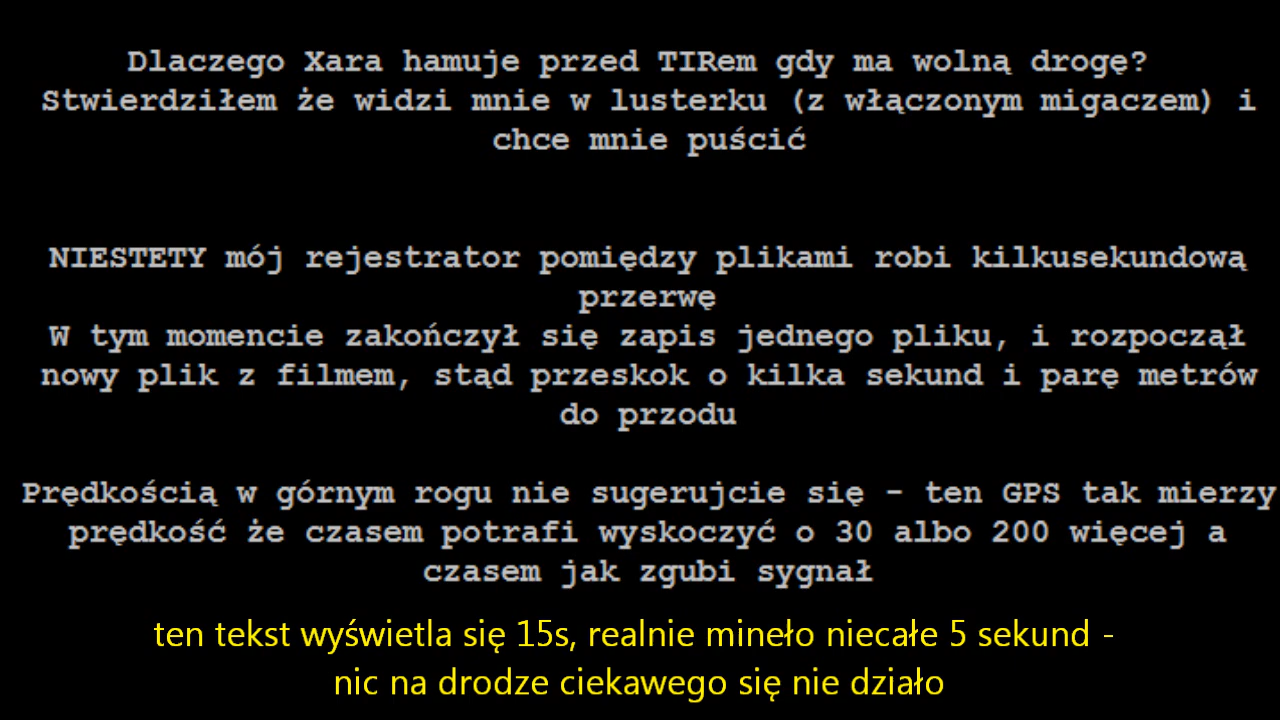 Dlaczego Xara hamuje przed TIRem gdy ma wolną drogę?
Stwierdziłem że widzi mnie w lusterku (z włączonym migaczem) i
chce mnie puścić
NIESTETY mój rejestrator pomiędzy plikami robi kilkusekundową
przerwę
W tym momencie zakończył się zapis jednego pliku, i rozpoczął
nowy plik z filmem, stąd przeskok o kilka sekund i parę metrów
do przodu
Prędkością w górnym rogu nie sugerujcie się - ten GPS tak mierzy
prędkość że czasem potrafi wyskoczyć o 30 albo 200 więcej a
czasem jak zgubi sygnał
ten tekst wyświetla się 15s, realnie mineło niecałe 5 sekund -
nic na drodze ciekawego się nie działo